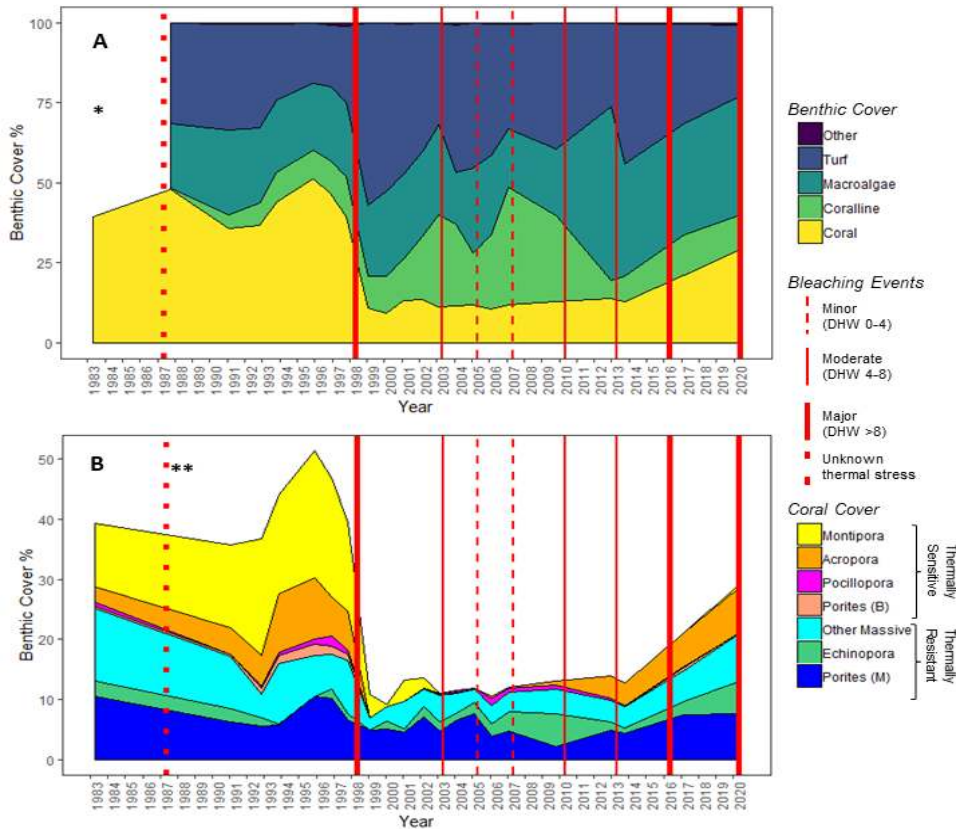 A
*
100
75
50
25
0
Benthic Cover %
1983 1984 1985 1986 1987 1988 1989 1990 1991 1992 1993 1994 1995 1996 1997 1998 1999 2000 2001 2002 2003 2004 2005 2006 2007 2008 2009 2010 2011 2012 2013 2014 2015 2016 2017 2018 2019 2020
Year
B
**
50
40
30
20
10
0
Benthic Cover %
1983 1984 1985 1986 1987 1988 1989 1990 1991 1992 1993 1994 1995 1996 1997 1998 1999 2000 2001 2002 2003 2004 2005 2006 2007 2008 2009 2010 2011 2012 2013 2014 2015 2016 2017 2018 2019 2020
Year
Benthic Cover
Other
Turf
Macroalgae
Coralline
Coral
Bleaching Events
Minor
(DHW 0-4)
Moderate
(DHW 4-8)
Major
(DHW >8)
Unknown
thermal stress
Coral Cover
Montipora
Acropora
Pocillopora
Porites (B)
Other Massive
Echinopora
Porites (M)
Thermally
Sensitive
Thermally
Resistant